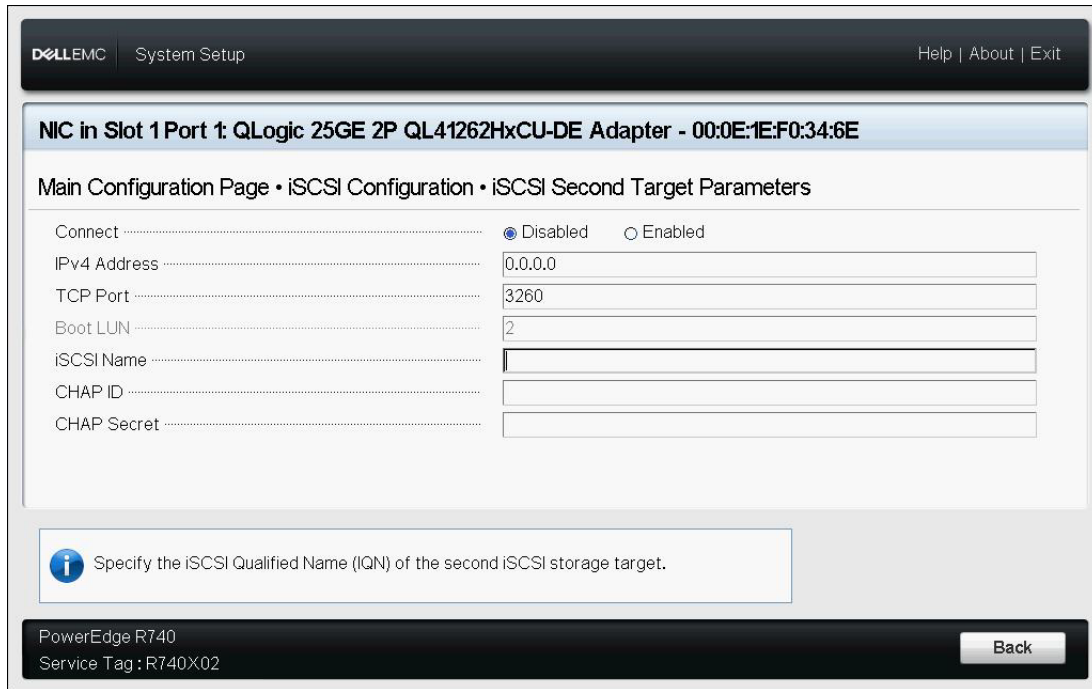 DELLEMC System Setup Help | About | Exit
NIC in Slot 1 Port 1: QLogic 25GE 2P QL41262HxCU-DE Adapter - 00:0E:1E:F0:34:6E
Main Configuration Page • iSCSI Configuration • iSCSI Second Target Parameters
Connect Disabled Enabled
IPv4 Address 0.0.0.0
TCP Port 3260
Boot LUN 2
iSCSI Name
CHAP ID
CHAP Secret
Specify the iSCSI Qualified Name (IQN) of the second iSCSI storage target.
PowerEdge R740
Service Tag : R740X02
Back